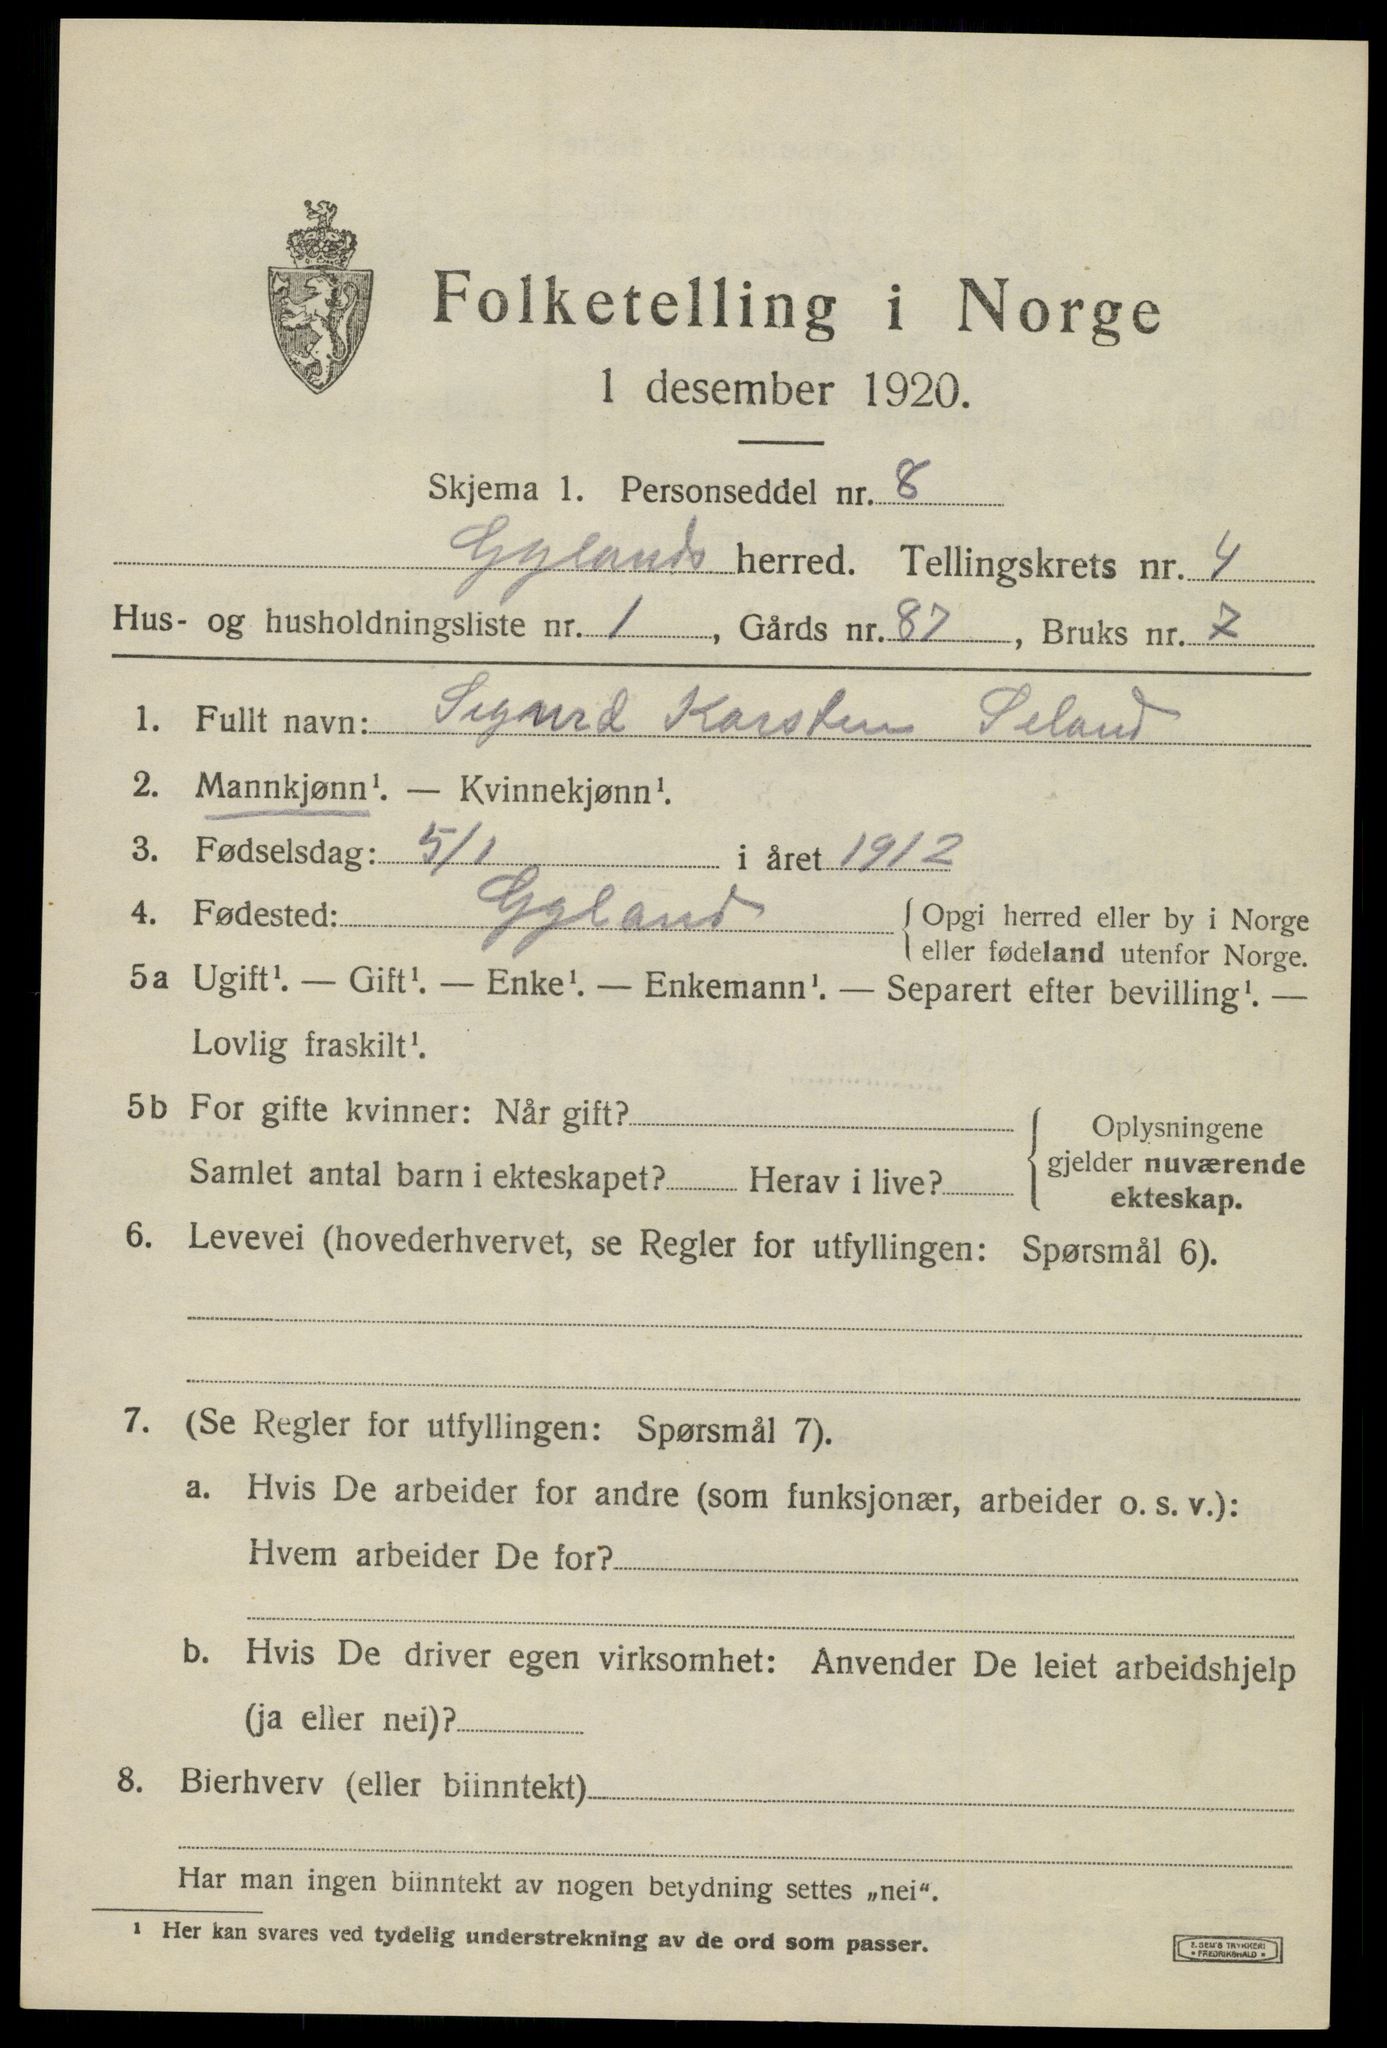 Folketelling i Norge
1 desember 1920.
Skjema 1. Personseddel nr. 8
Gylands herred. Tellingskrets nr. 4
Hus- og husholdningsliste nr. 1, Gårds nr. 87, Bruks nr. 7
1. Fullt navn: Sigurd Karsten Seland
2. Mannkjønn¹. — Kvinnekjønn¹.
3. Fødselsdag: 5/1 i året 1912
4. Fødested: Gyland {Opgi herred eller by i Norge
eller fødeland utenfor Norge.
5a Ugift¹. — Gift¹. — Enke¹. — Enkemann¹. — Separert efter bevilling¹. —
Lovlig fraskilt¹.
5b For gifte kvinner: Når gift?
Samlet antal barn i ekteskapet? Herav i live?
Oplysningene
gjelder nuværende
ekteskap.
6. Levevei (hovederhvervet, se Regler for utfyllingen: Spørsmål 6).
7. (Se Regler for utfyllingen: Spørsmål 7).
a. Hvis De arbeider for andre (som funksjonær, arbeider o. s. v.):
Hvem arbeider De for?
b. Hvis De driver egen virksomhet: Anvender De leiet arbeidshjelp
(ja eller nei)?
8. Bierhverv (eller biinntekt)
Har man ingen biinntekt av nogen betydning settes „nei“.
¹ Her kan svares ved tydelig understrekning av de ord som passer.
E. SEM'S TRYKKERI
• FREDRIKSHALD •